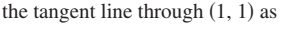 the tangent line through (1, 1) as